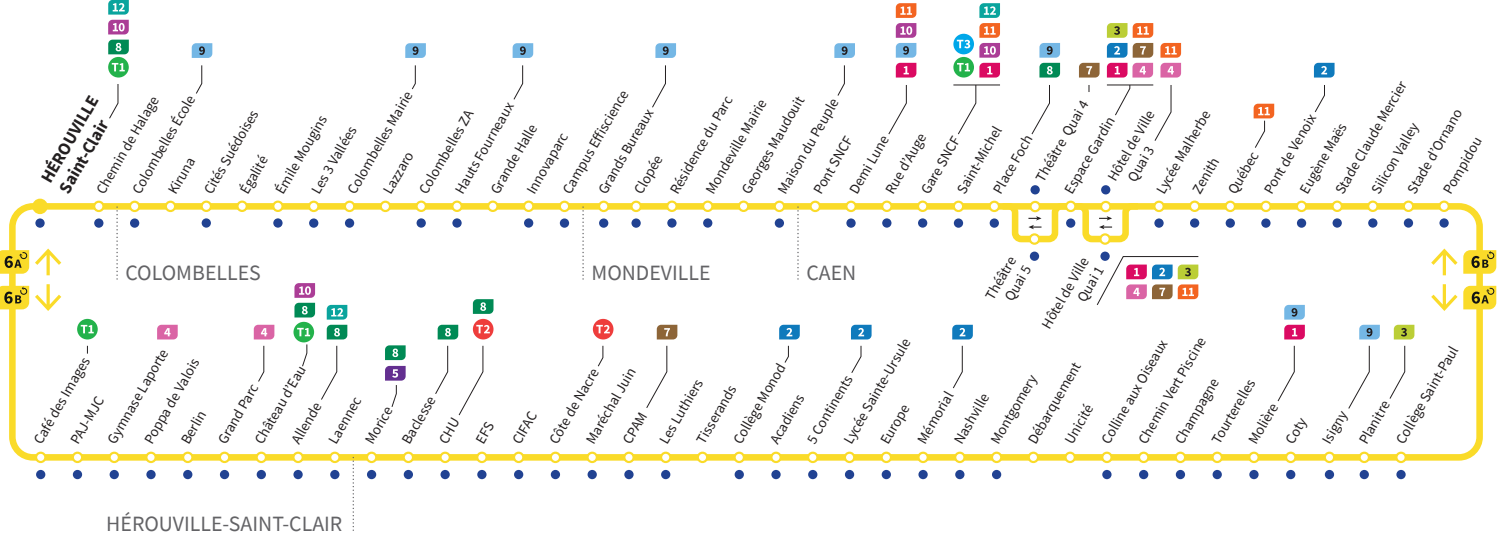 12
10
8
T1
HÉROUVILLE
Saint-Clair
Chemin de Halage
9
Colombelles École
Kiruna
Cités Suédoises
Égalité
Émile Mougins
Les 3 Vallées
9
Colombelles Mairie
Lazzaro
Colombelles ZA
9
Hauts Fourneaux
Grande Halle
Innovaparc
Campus Effiscience
9
Grands Bureaux
Clopée
Résidence du Parc
Mondeville Mairie
Georges Maudouit
9
Maison du Peuple
Pont SNCF
11
10
9
1
Demi Lune
Rue d'Auge
12
11
T3
10
T1
1
Gare SNCF
Saint-Michel
9
8
Place Foch
7
Théâtre Quai 4
3
11
2
7
1
4
Espace Gardin
11
4
Hôtel de Ville
Quai 3
Lycée Malherbe
Zenith
11
Québec
2
Pont de Venoix
Eugène Maës
Stade Claude Mercier
Silicon Valley
Stade d'Ornano
Pompidou
6A
6B
COLOMBELLES
MONDEVILLE
CAEN
Théâtre
Quai 5
Hôtel de Ville
Quai 1
1 2 3
4 7 11
6B
6A
T1
Café des Images
PAJ-MJC
4
Gymnase Laporte
Poppa de Valois
Berlin
4
Grand Parc
10
8
T1
Château d'Eau
12
8
Allende
Laennec
8
5
Morice
8
Baclesse
8
T2
CHU
EFS
CIFAC
T2
Côte de Nacre
Maréchal Juin
7
CPAM
Les Luthiers
Tisserands
2
Collège Monod
Acadiens
2
5 Continents
Lycée Sainte-Ursule
Europe
2
Mémorial
Nashville
Montgomery
Débarquement
Unicité
Colline aux Oiseaux
Chemin Vert Piscine
Champagne
Tourterelles
9
1
Molière
Coty
9
Isigny
3
Planitre
Collège Saint-Paul
HÉROUVILLE-SAINT-CLAIR